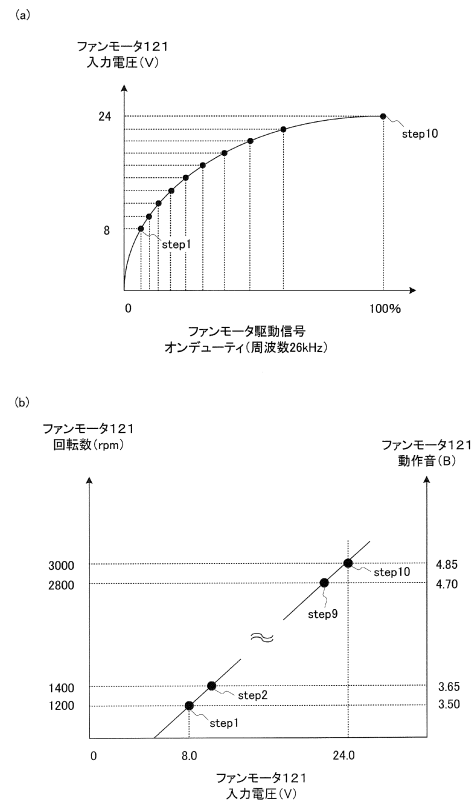 (a)
ファンモータ121
入力電圧(V)
24
step10
8
step1
0
100%
ファンモータ駆動信号
オンデューティ(周波数26kHz)
(b)
ファンモータ121
回転数(rpm)
ファンモータ121
動作音(B)
3000
4.85
step10
2800
4.70
step9
1400
3.65
step2
1200
3.50
step1
0
8.0
24.0
ファンモータ121
入力電圧(V)